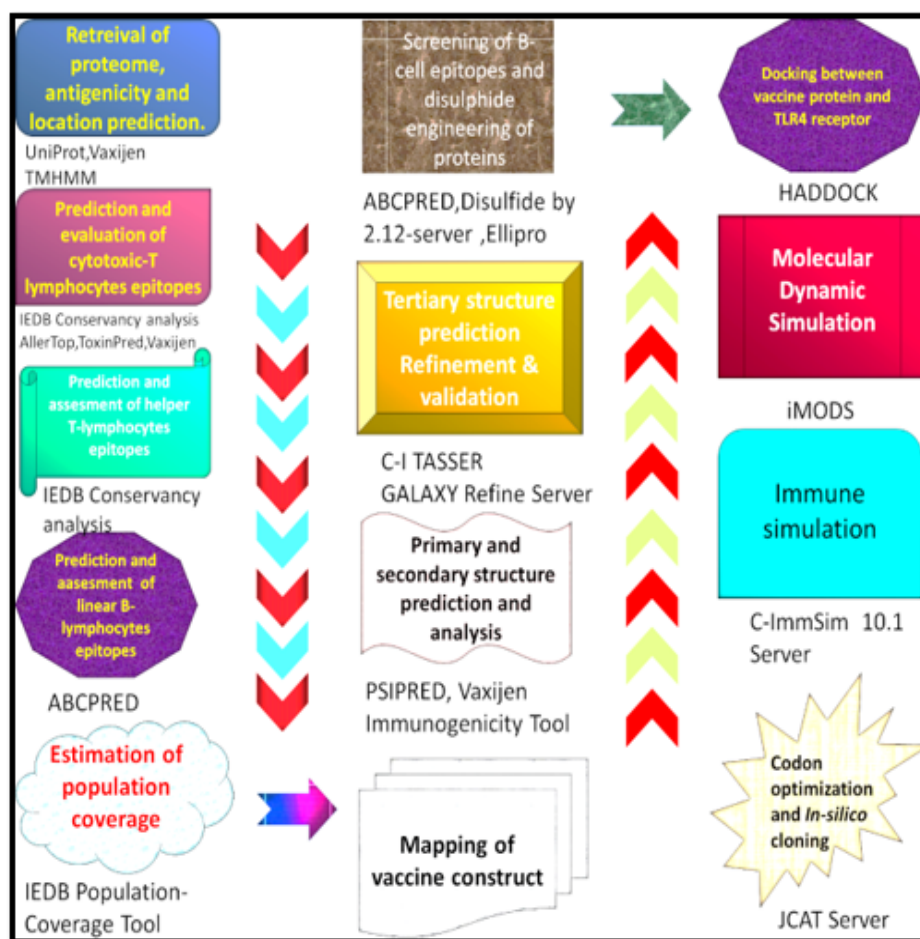 Retreival of
proteome,
antigenicity and
location prediction.
UniProt,Vaxijen
TMHMM
Prediction and
evaluation of
cytotoxic-T
lymphocytes epitopes
IEDB Conservancy analysis
AllerTop,ToxinPred,Vaxijen
Prediction and
assesment of helper
T-lymphocytes
epitopes
IEDB Conservancy
analysis
Prediction and
aasesment of
linear B-
lymphocytes
epitopes
ABCPRED
Estimation of
population
coverage
IEDB Population-
Coverage Tool
Screening of B-
cell epitopes and
disulphide
engineering of
proteins
ABCPRED,Disulfide by
2.12-server ,Ellipro
Tertiary structure
prediction
Refinement &
validation
C-I TASSER
GALAXY Refine Server
Primary and
secondary structure
prediction and
analysis
PSIPRED, Vaxijen
Immunogenicity Tool
Mapping of
vaccine construct
Docking between
vaccine protein and
TLR4 receptor
HADDOCK
Molecular
Dynamic
Simulation
iMODS
Immune
simulation
C-ImmSim 10.1
Server
Codon
optimization
and In-silico
cloning
JCAT Server